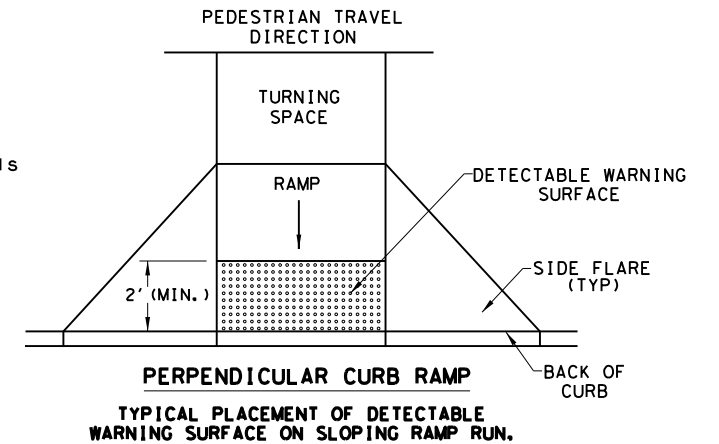 PEDESTRIAN TRAVEL
DIRECTION
TURNING
SPACE
ls
RAMP
DETECTABLE WARNING
SURFACE
SIDE FLARE
(TYP)
2' (MIN.)
BACK OF
CURB
PERPENDICULAR CURB RAMP
TYPICAL PLACEMENT OF DETECTABLE
WARNING SURFACE ON SLOPING RAMP RUN.